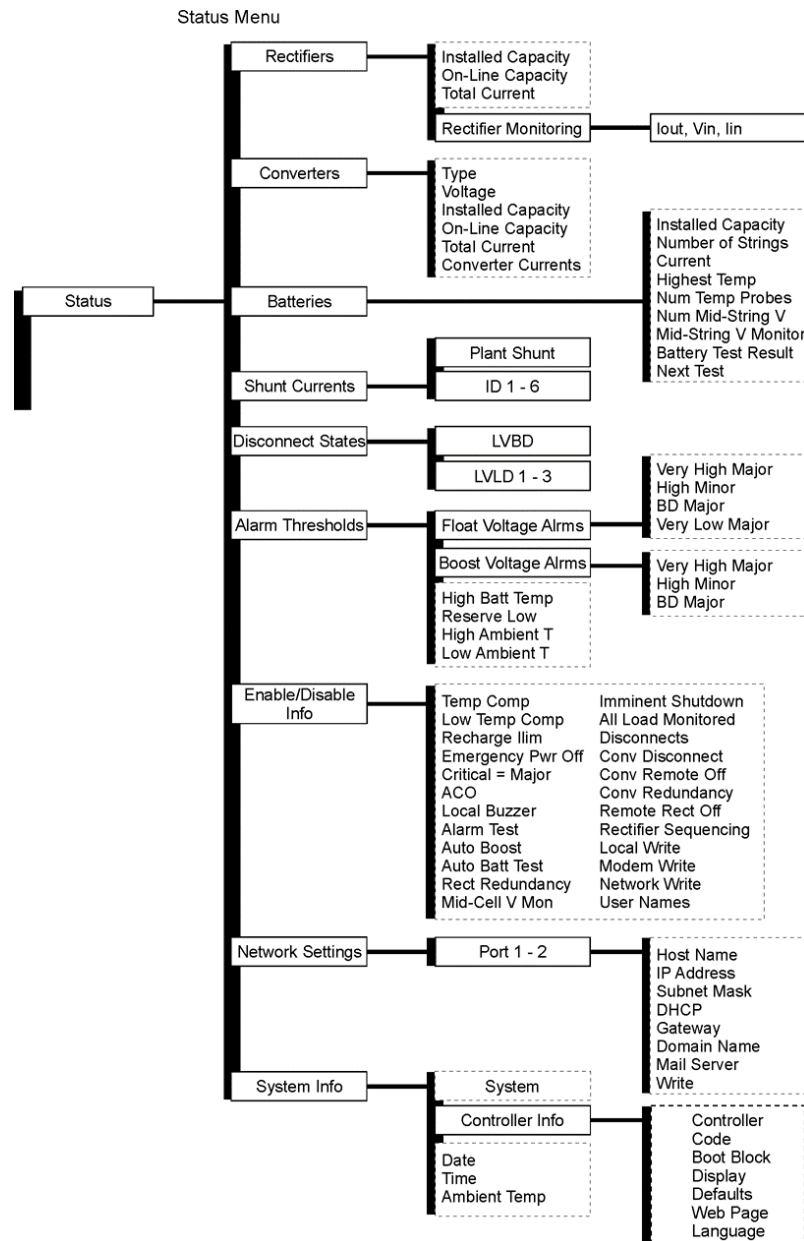 Status Menu
Status
Rectifiers
Installed Capacity
On-Line Capacity
Total Current
Rectifier Monitoring
Iout, Vin, Iin
Converters
Type
Voltage
Installed Capacity
On-Line Capacity
Total Current
Converter Currents
Batteries
Installed Capacity
Number of Strings
Current
Highest Temp
Num Temp Probes
Num Mid-String V
Mid-String V Monitor
Battery Test Result
Next Test
Shunt Currents
Plant Shunt
ID 1 - 6
Disconnect States
LVBD
LVLD 1 - 3
Alarm Thresholds
Float Voltage Alrms
Very High Major
High Minor
BD Major
Very Low Major
Boost Voltage Alrms
Very High Major
High Minor
BD Major
High Batt Temp
Reserve Low
High Ambient T
Low Ambient T
Enable/Disable
Info
Temp Comp
Low Temp Comp
Recharge Ilim
Emergency Pwr Off
Critical = Major
ACO
Local Buzzer
Alarm Test
Auto Boost
Auto Batt Test
Rect Redundancy
Mid-Cell V Mon
Imminent Shutdown
All Load Monitored
Disconnects
Conv Disconnect
Conv Remote Off
Conv Redundancy
Remote Rect Off
Rectifier Sequencing
Local Write
Modem Write
Network Write
User Names
Network Settings
Port 1 - 2
Host Name
IP Address
Subnet Mask
DHCP
Gateway
Domain Name
Mail Server
Write
System Info
System
Controller Info
Controller
Code
Boot Block
Display
Defaults
Web Page
Language
Date
Time
Ambient Temp